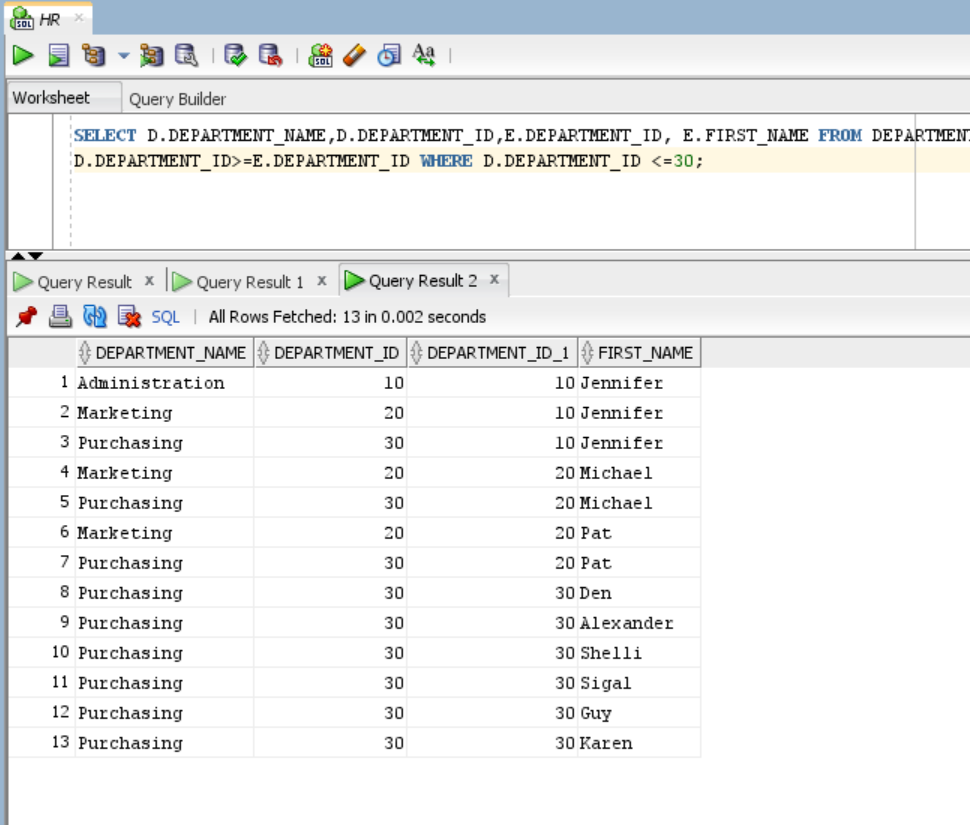 HR
Worksheet Query Builder
SELECT D.DEPARTMENT_NAME,D.DEPARTMENT_ID,E.DEPARTMENT_ID, E.FIRST_NAME FROM DEPARTMENT
D.DEPARTMENT_ID>=E.DEPARTMENT_ID WHERE D.DEPARTMENT_ID <=30;
Query Result x Query Result 1 x Query Result 2 x
SQL All Rows Fetched: 13 in 0.002 seconds
DEPARTMENT_NAME DEPARTMENT_ID DEPARTMENT_ID_1 FIRST_NAME
1 Administration 10 10 Jennifer
2 Marketing 20 10 Jennifer
3 Purchasing 30 10 Jennifer
4 Marketing 20 20 Michael
5 Purchasing 30 20 Michael
6 Marketing 20 20 Pat
7 Purchasing 30 20 Pat
8 Purchasing 30 30 Den
9 Purchasing 30 30 Alexander
10 Purchasing 30 30 Shelli
11 Purchasing 30 30 Sigal
12 Purchasing 30 30 Guy
13 Purchasing 30 30 Karen